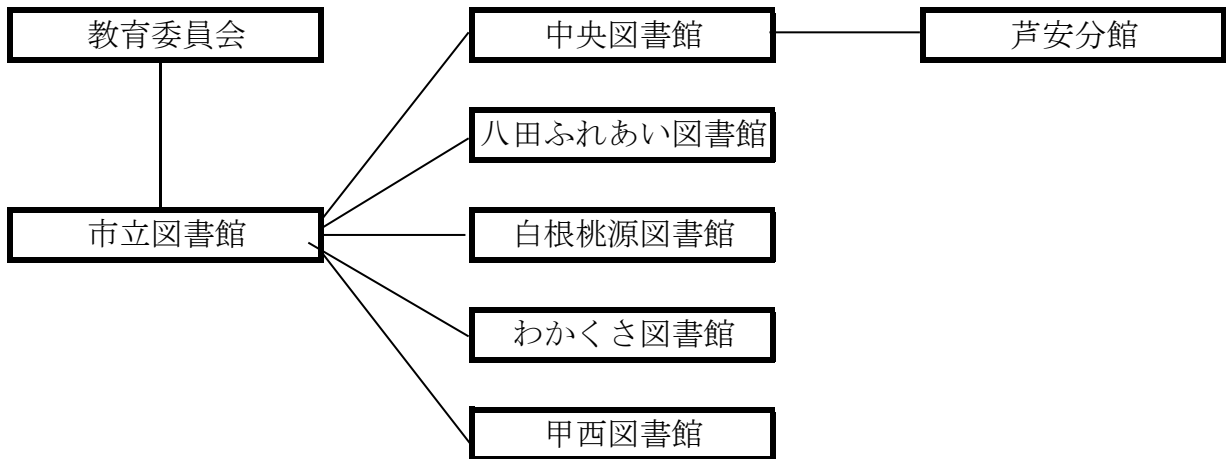 教育委員会
中央図書館
芦安分館
八田ふれあい図書館
市立図書館
白根桃源図書館
わかくさ図書館
甲西図書館